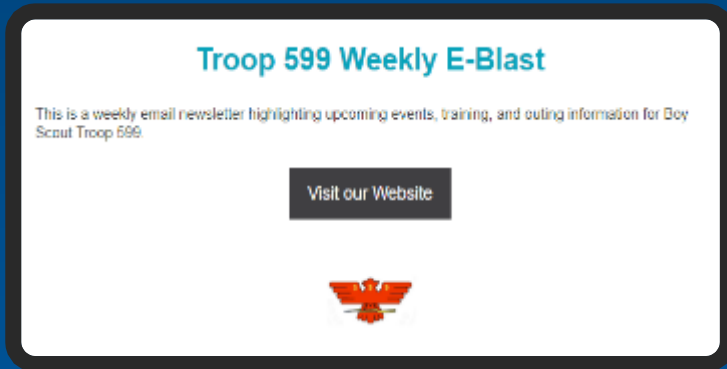 Troop 599 Weekly E-Blast
This is a weekly email newsletter highlighting upcoming events, training, and outing information for Boy
Scout Troop 599.
Visit our Website